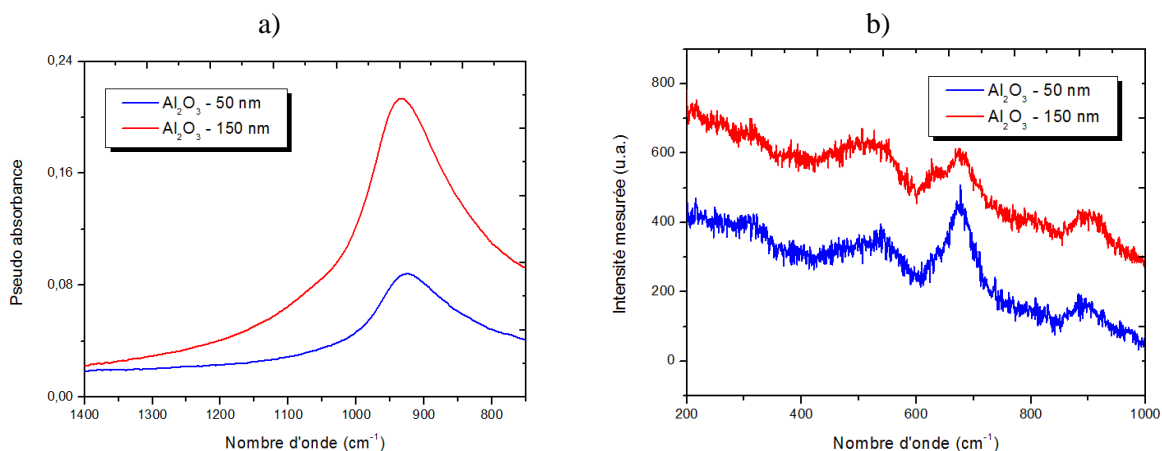 a)
0,24
0,16
0,08
0,00
Pseudo absorbance
Al₂O₃ - 50 nm
Al₂O₃ - 150 nm
1400 1300 1200 1100 1000 900 800
Nombre d'onde (cm⁻¹)
b)
800
600
400
200
0
Intensité mesurée (u.a.)
Al₂O₃ - 50 nm
Al₂O₃ - 150 nm
200 400 600 800 1000
Nombre d'onde (cm⁻¹)